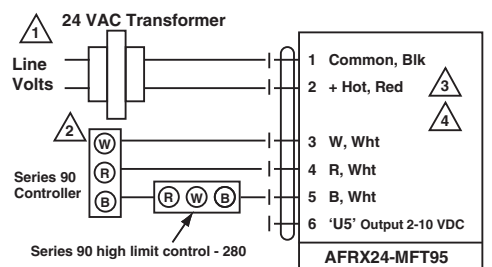 24 VAC Transformer
1
Line
Volts
1 Common, Blk
2 + Hot, Red
3
4
2
Series 90
Controller
W
R
B
R W B
3 W, Wht
4 R, Wht
5 B, Wht
6 'U5' Output 2-10 VDC
Series 90 high limit control - 280
AFRX24-MFT95